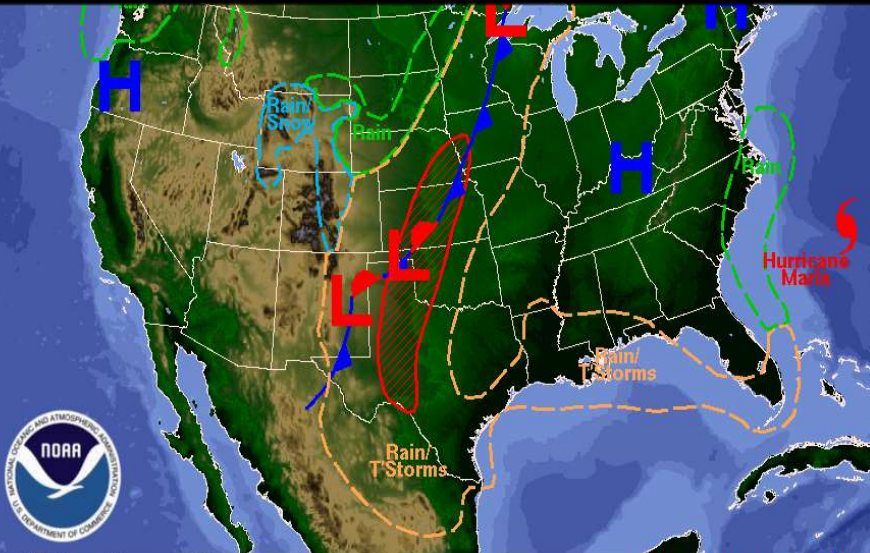 H
L
H
Rain/
Snow
Rain
H
Rain
L
L
Hurricane
Maria
Rain/
T'Storms
Rain/
T'Storms
NATIONAL OCEANIC AND ATMOSPHERIC ADMINISTRATION
NOAA
U.S. DEPARTMENT OF COMMERCE